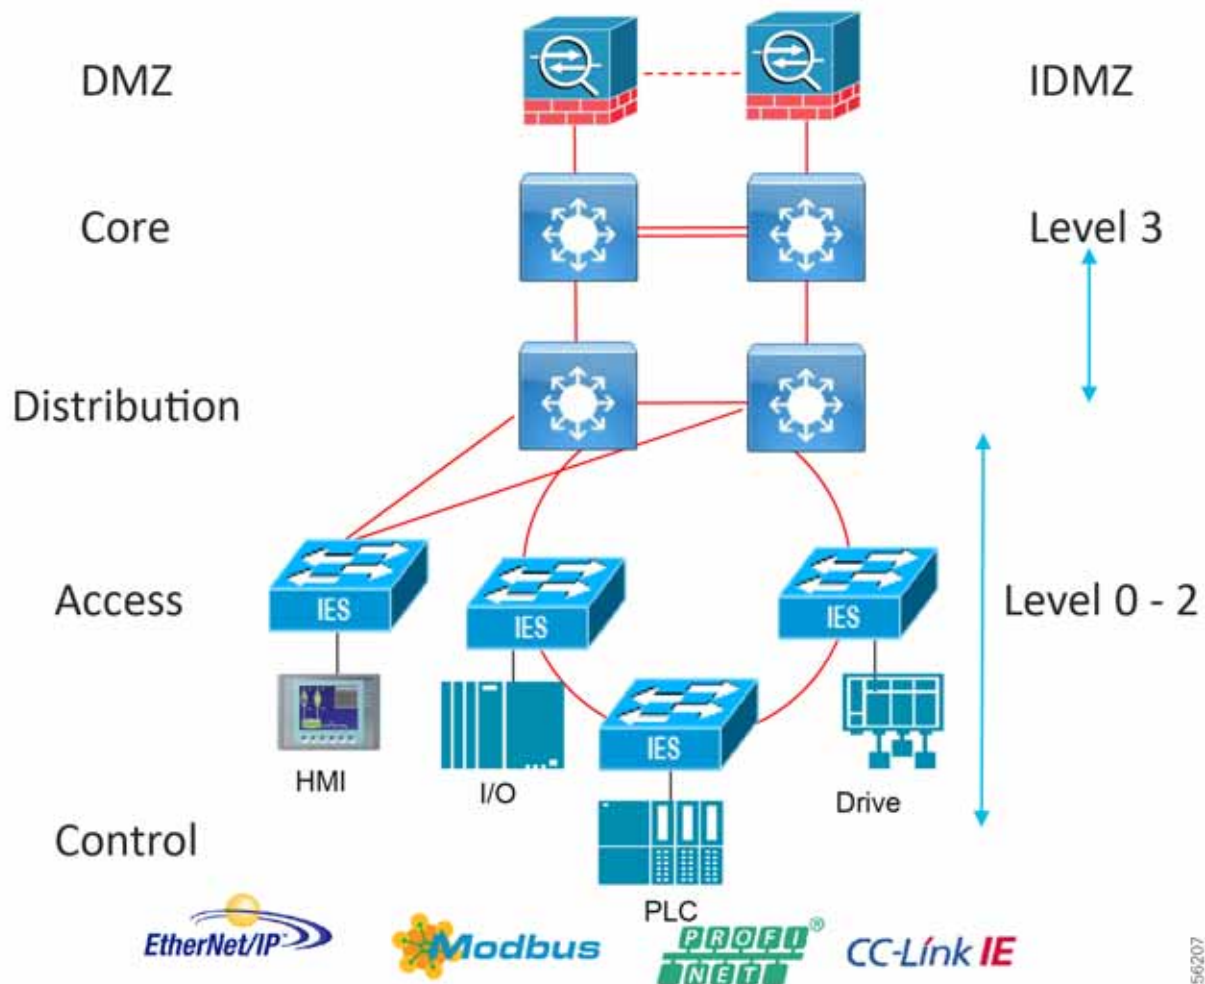 DMZ
IDMZ
Core
Level 3
Distribution
Access
IES
IES
IES
Level 0 - 2
IES
HMI
I/O
Drive
Control
PLC
EtherNet/IP
Modbus
PROFI
NET
®
CC-Línk IE
56207